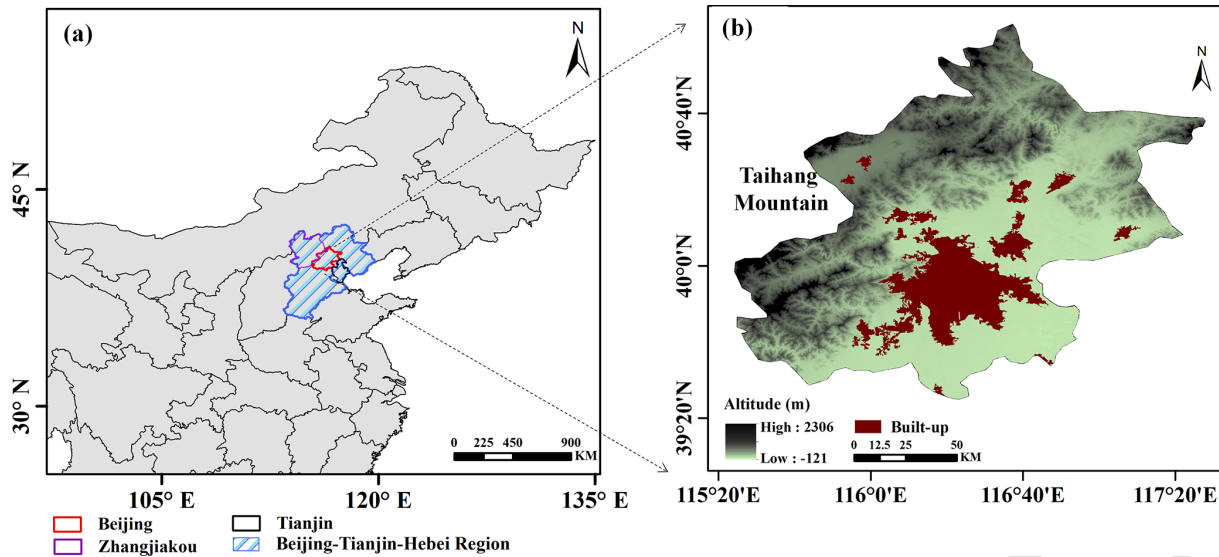 (a)
N
45° N
30° N
0 225 450 900
KM
105° E 120° E 135° E
Beijing
Tianjin
Zhangjiakou
Beijing-Tianjin-Hebei Region
(b)
N
40°40' N
40°0' N
39°20' N
Taihang
Mountain
Altitude (m)
High : 2306
Low : -121
Built-up
0 12.5 25 50
KM
115°20'E 116°0' E 116°40' E 117°20' E